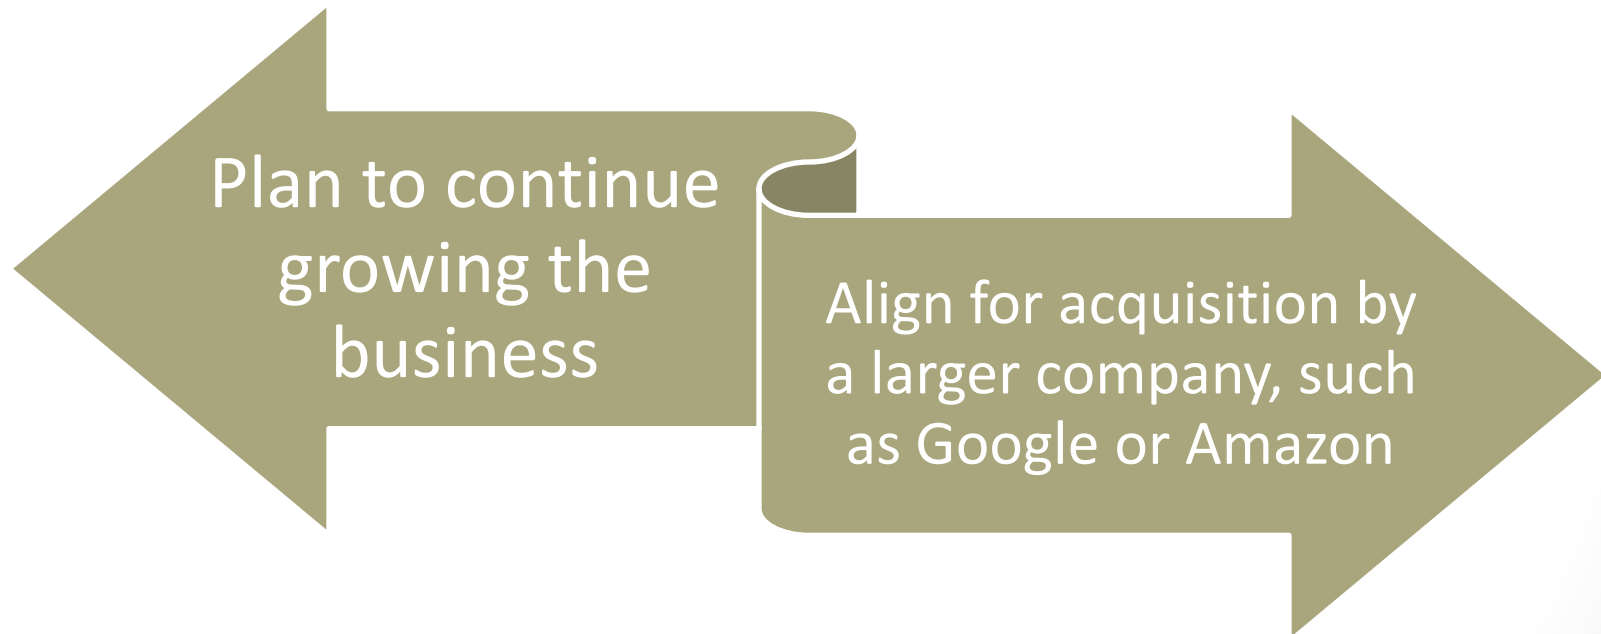 Plan to continue
growing the
business
Align for acquisition by
a larger company, such
as Google or Amazon